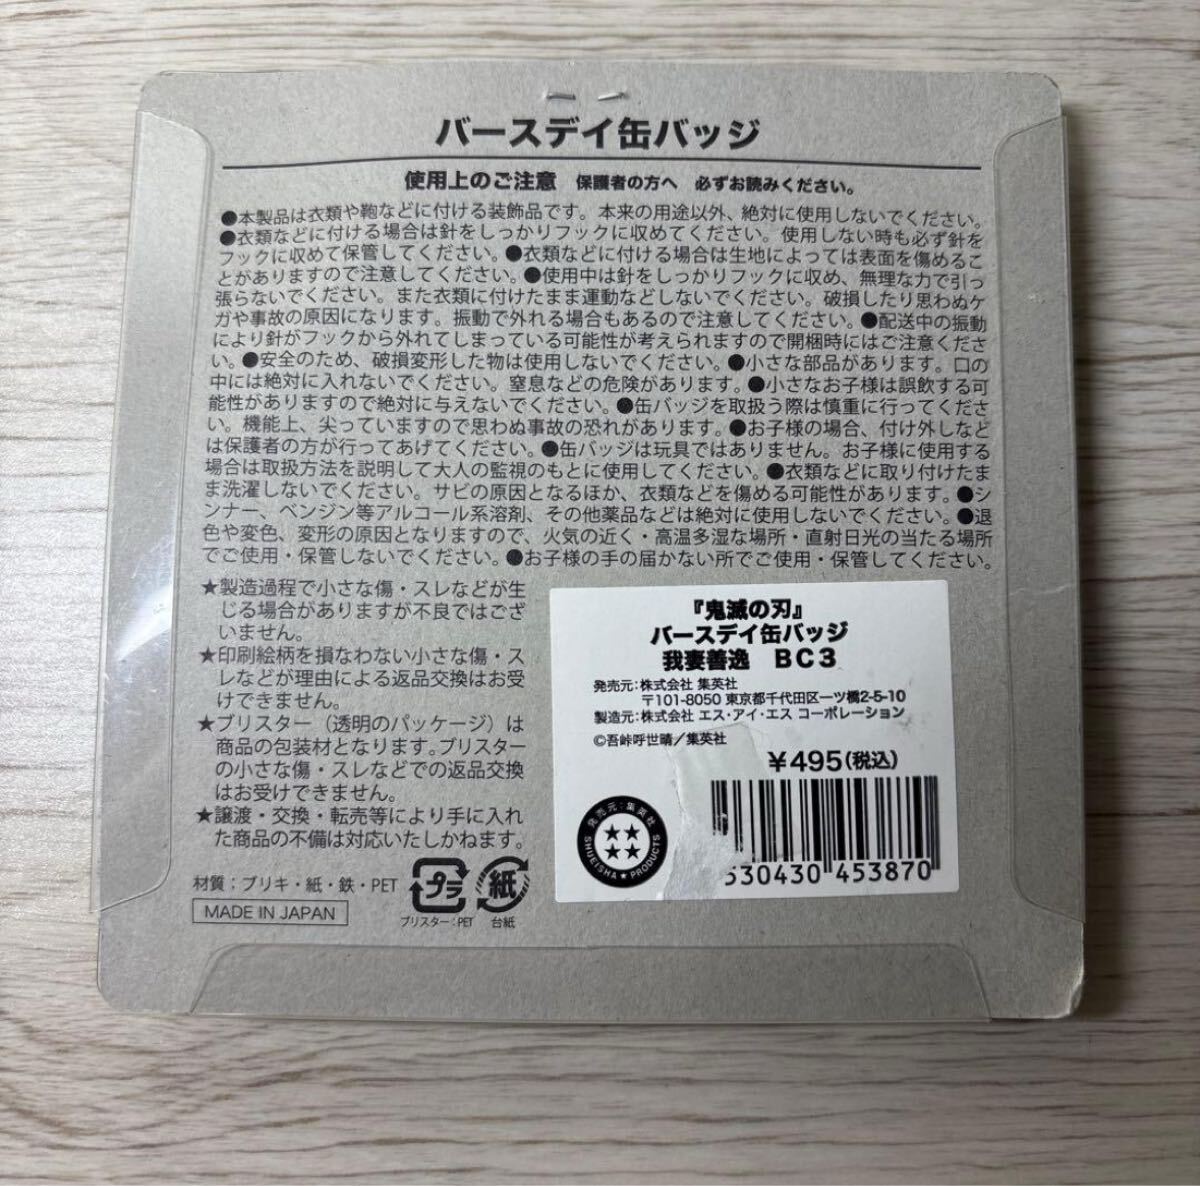 バースデイ缶バッジ
使用上のご注意　保護者の方へ　必ずお読みください。
●本製品は衣類や鞄などに付ける装飾品です。本来の用途以外、絶対に使用しないでください。
●衣類などに付ける場合は針をしっかりフックに収めてください。使用しない時も必ず針を
フックに収めて保管してください。●衣類などに付ける場合は生地によっては表面を傷めるこ
とがありますので注意してください。●使用中は針をしっかりフックに収め、無理な力で引っ
張らないでください。また衣類に付けたまま運動などしないでください。破損したり思わぬケ
ガや事故の原因になります。振動で外れる場合もあるので注意してください。●配送中の振動
により針がフックから外れてしまっている可能性が考えられますので開梱時にはご注意くださ
い。●安全のため、破損変形した物は使用しないでください。●小さな部品があります。口の
中には絶対に入れないでください。窒息などの危険があります。●小さなお子様は誤飲する可
能性がありますので絶対に与えないでください。●缶バッジを取扱う際は慎重に行ってくださ
い。機能上、尖っていますので思わぬ事故の恐れがあります。●お子様の場合、付け外しなど
は保護者の方が行ってあげてください。●缶バッジは玩具ではありません。お子様に使用する
場合は取扱方法を説明して大人の監視のもとに使用してください。●衣類などに取り付けたま
ま洗濯しないでください。サビの原因となるほか、衣類などを傷める可能性があります。●シ
ンナー、ベンジン等アルコール系溶剤、その他薬品などは絶対に使用しないでください。●退
色や変色、変形の原因となりますので、火気の近く・高温多湿な場所・直射日光の当たる場所
でご使用・保管しないでください。●お子様の手の届かない所でご使用・保管してください。
★製造過程で小さな傷・スレなどが生
じる場合がありますが不良ではござ
いません。
★印刷絵柄を損なわない小さな傷・ス
レなどが理由による返品交換はお受
けできません。
★ブリスター（透明のパッケージ）は
商品の包装材となります。ブリスター
の小さな傷・スレなどでの返品交換
はお受けできません。
★譲渡・交換・転売等により手に入れ
た商品の不備は対応いたしかねます。
材質：ブリキ・紙・鉄・PET
MADE IN JAPAN
プラ
ブリスター：PET
紙
台紙
『鬼滅の刃』
バースデイ缶バッジ
我妻善逸　BC3
発売元：株式会社 集英社
〒101-8050 東京都千代田区一ツ橋2-5-10
製造元：株式会社 エス・アイ・エス コーポレーション
©吾峠呼世晴／集英社
￥495(税込)
発売元：集英社
SHUEISHA★PRODUCTS
530430 453870